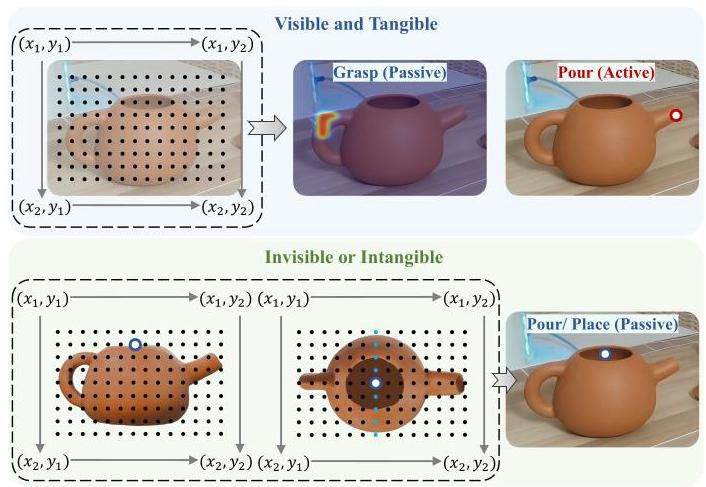 Visible and Tangible
(x₁, y₁) (x₁, y₂)
Grasp (Passive)
Pour (Active)
(x₂, y₁) (x₂, y₂)
Invisible or Intangible
(x₁, y₁) (x₁, y₂) (x₁, y₁) (x₁, y₂)
Pour/ Place (Passive)
(x₂, y₁) (x₂, y₂) (x₂, y₁) (x₂, y₂)